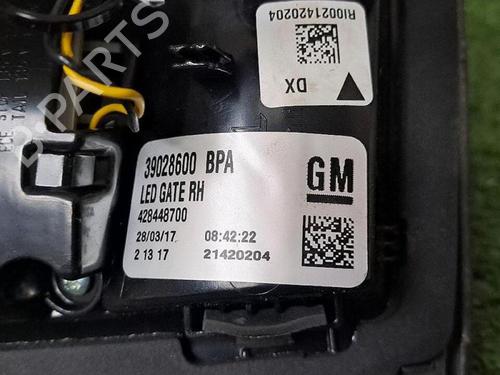 RI0021420204
DX
39028600 BPA
LED GATE RH
428448700
28/03/17 08:42:22
2 13 17 21420204
GM
B-PARTS